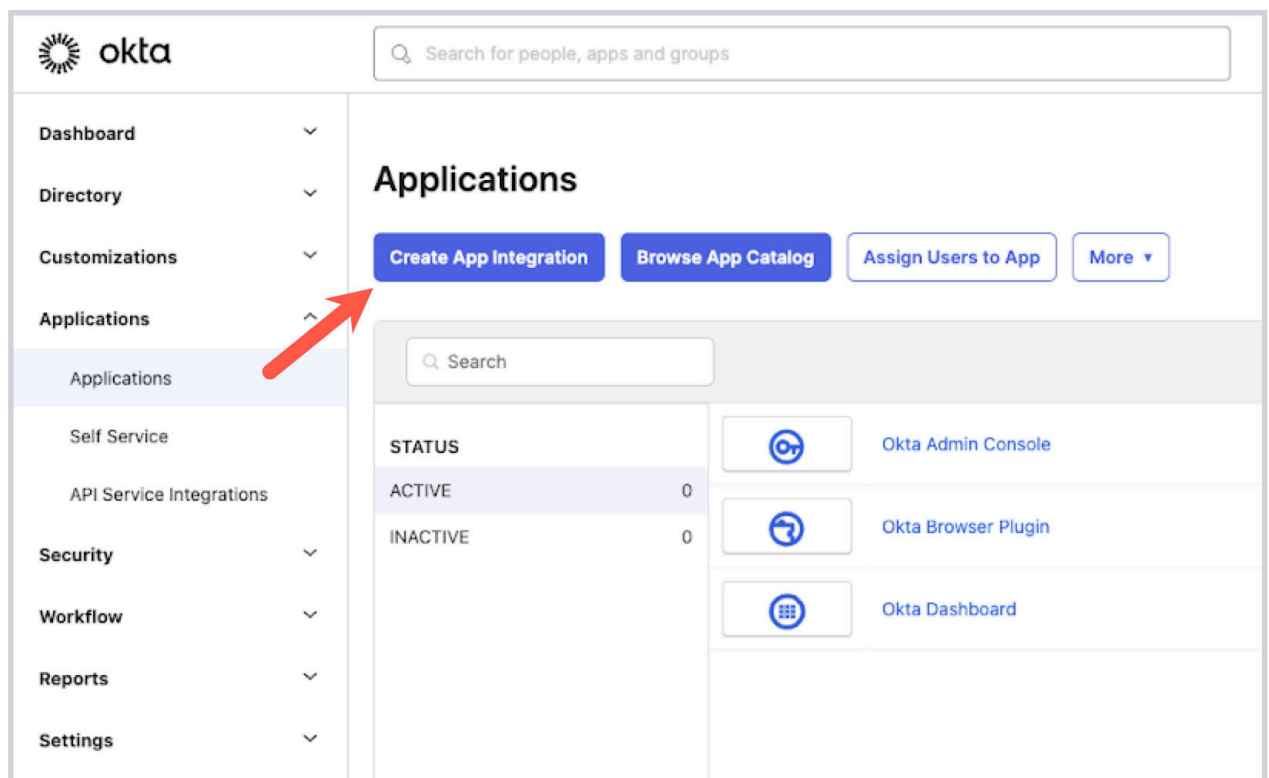 okta
Search for people, apps and groups
Dashboard
Directory
Customizations
Applications
Applications
Self Service
API Service Integrations
Security
Workflow
Reports
Settings
Applications
Create App Integration
Browse App Catalog
Assign Users to App
More
Search
STATUS
ACTIVE 0
INACTIVE 0
Okta Admin Console
Okta Browser Plugin
Okta Dashboard